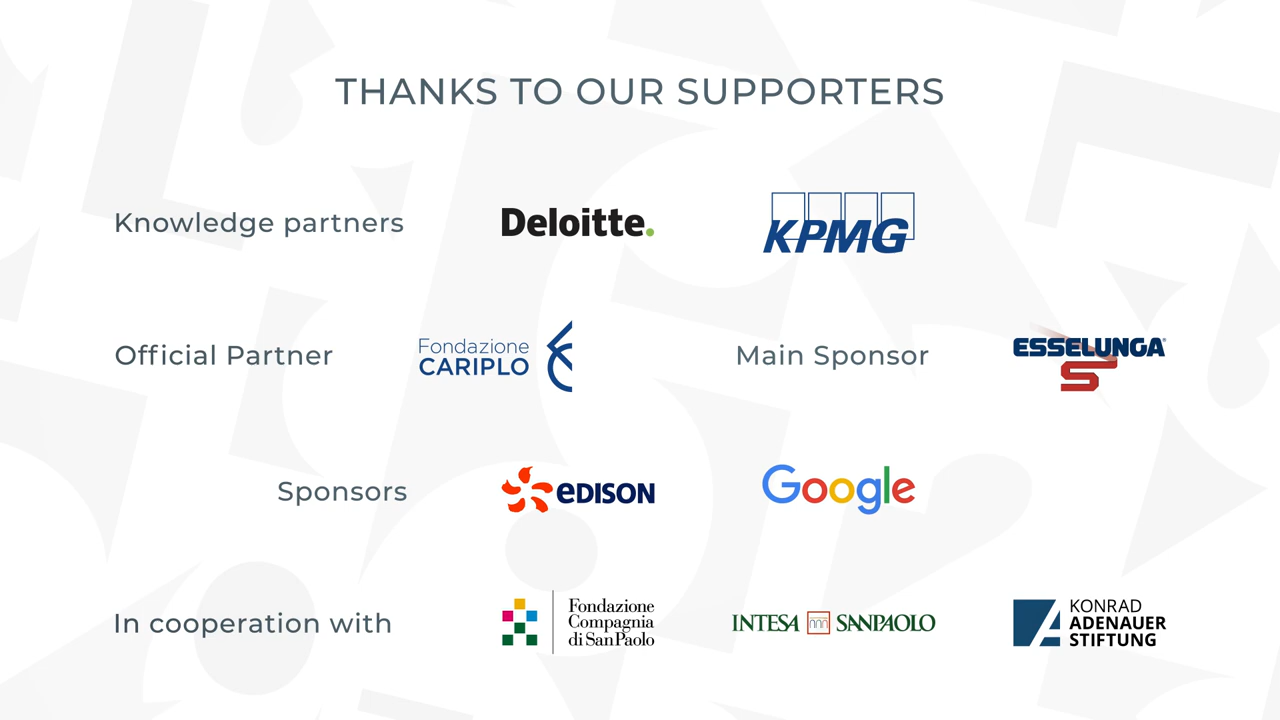 THANKS TO OUR SUPPORTERS
Knowledge partners
Deloitte.
KPMG
Official Partner
Fondazione
CARIPLO
Main Sponsor
ESSELUNGA®
S
Sponsors
eDISON
Google
In cooperation with
Fondazione
Compagnia
di San Paolo
INTESA SANPAOLO
KONRAD
ADENAUER
STIFTUNG